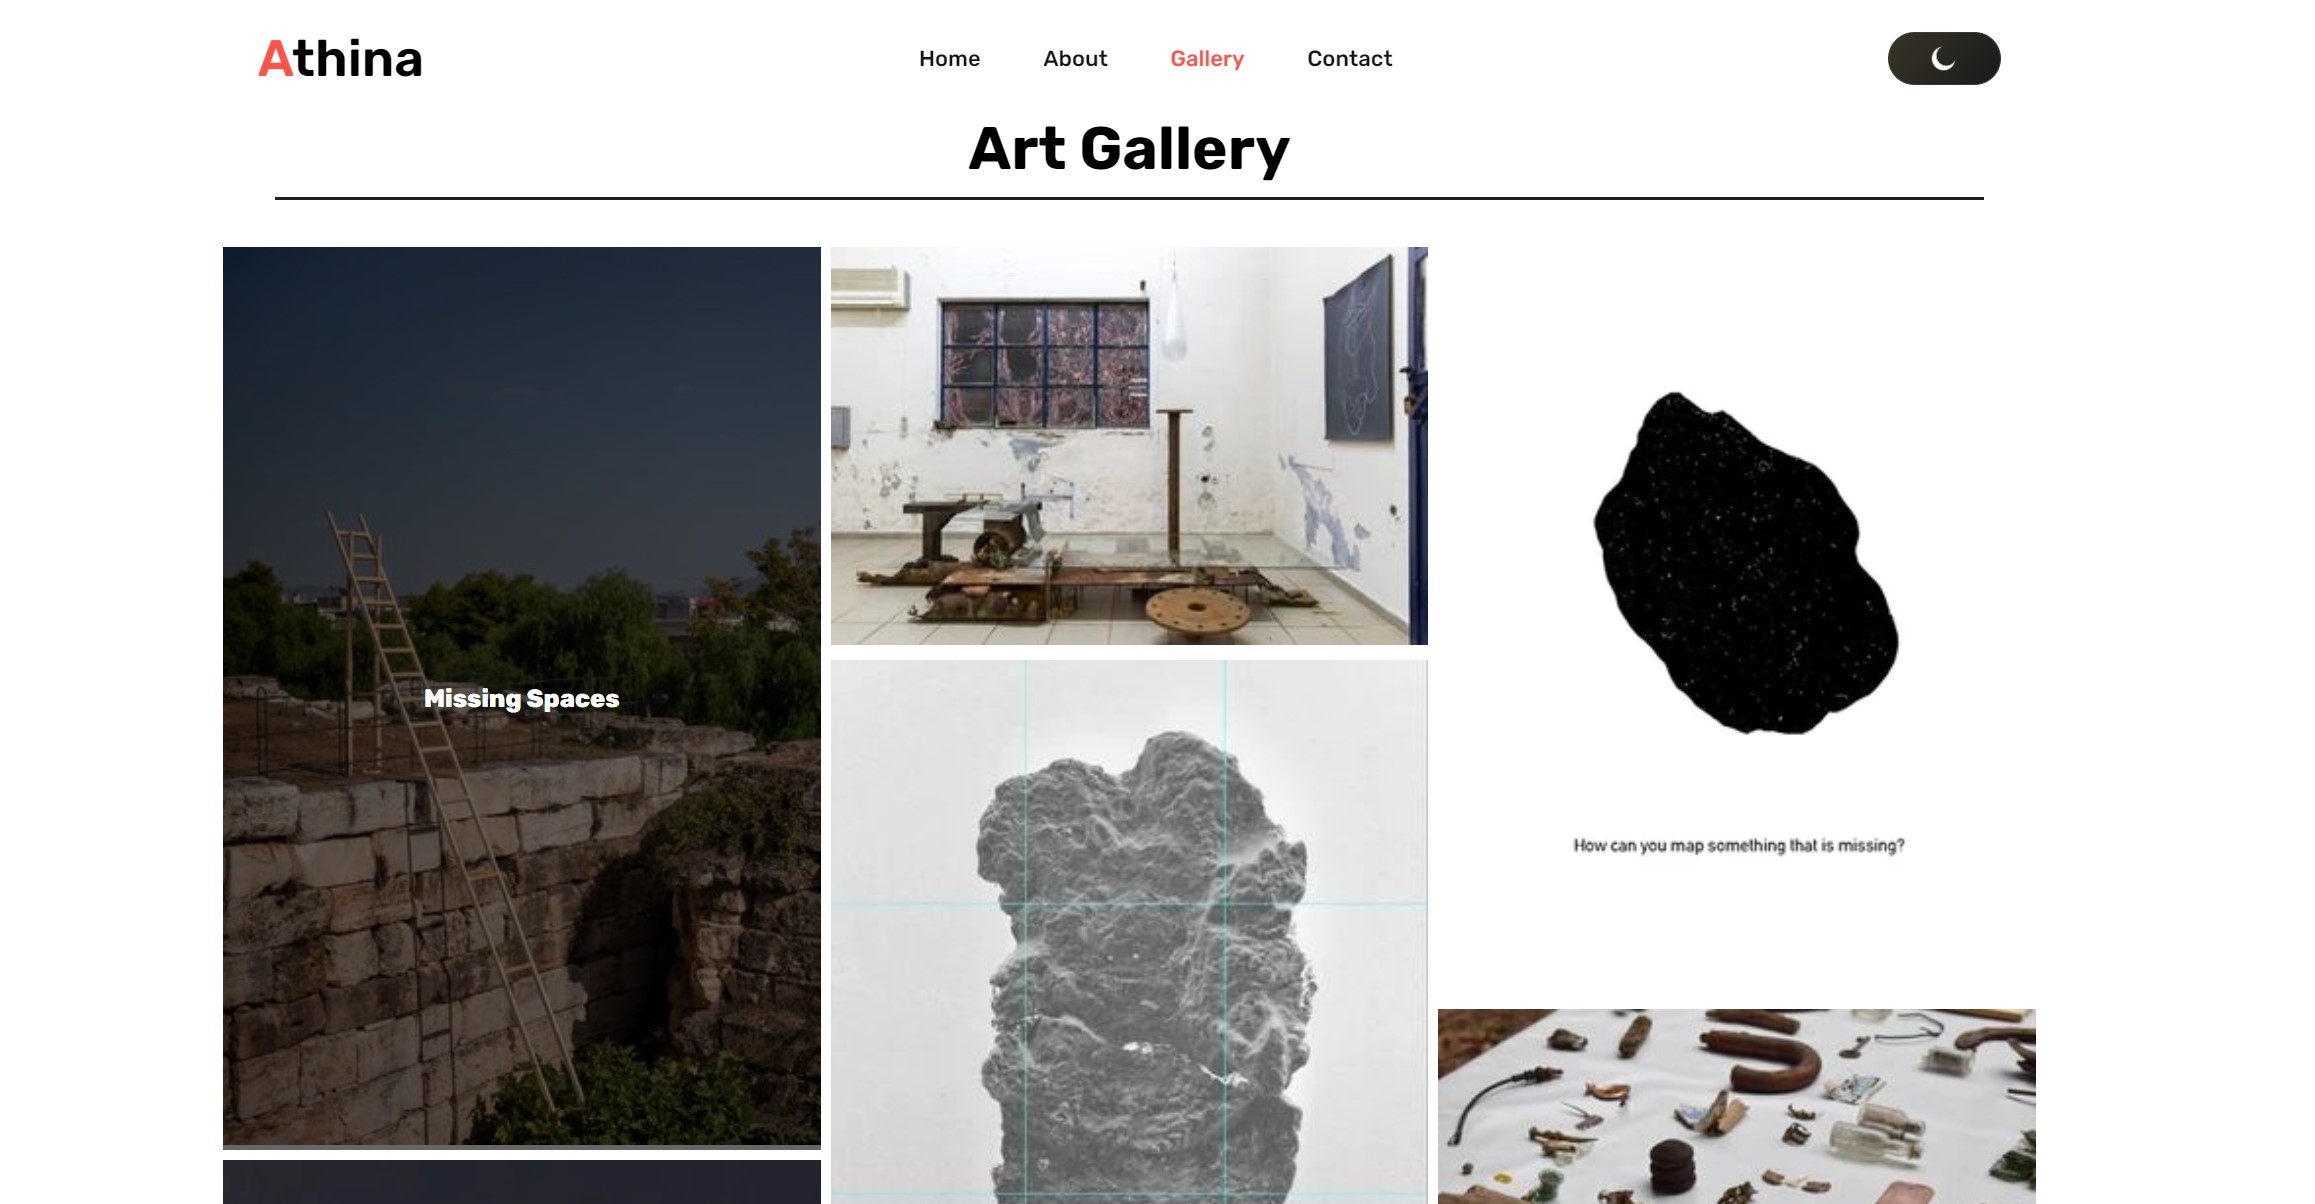 Athina
Home
About
Gallery
Contact
Art Gallery
Missing Spaces
How can you map something that is missing?